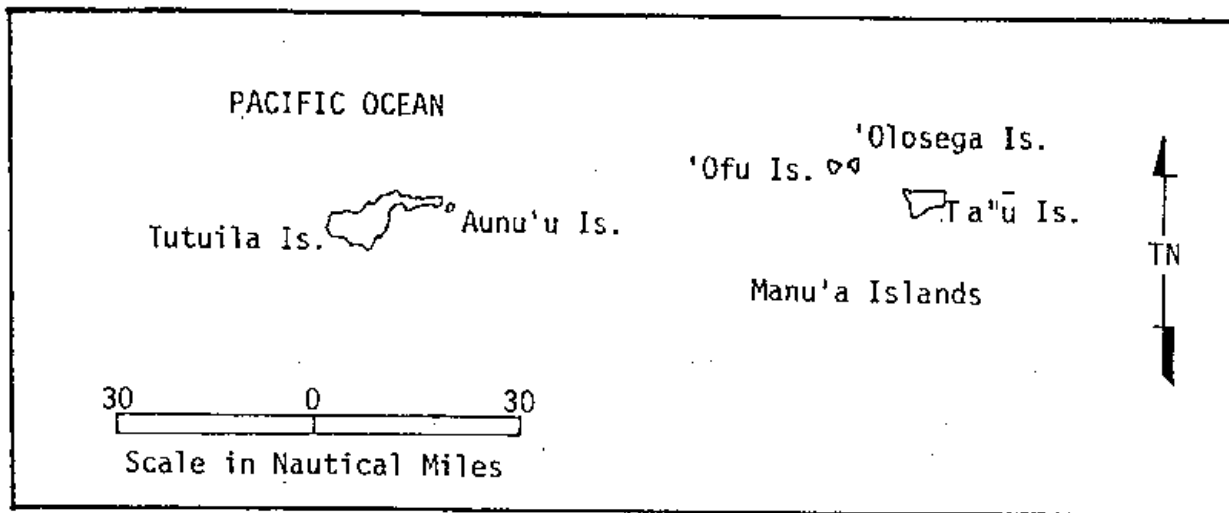 PACIFIC OCEAN
'Olosega Is.
'Ofu Is.
Ta'ū Is.
Tutuila Is.
Aunu'u Is.
TN
Manu'a Islands
30 0 30
Scale in Nautical Miles